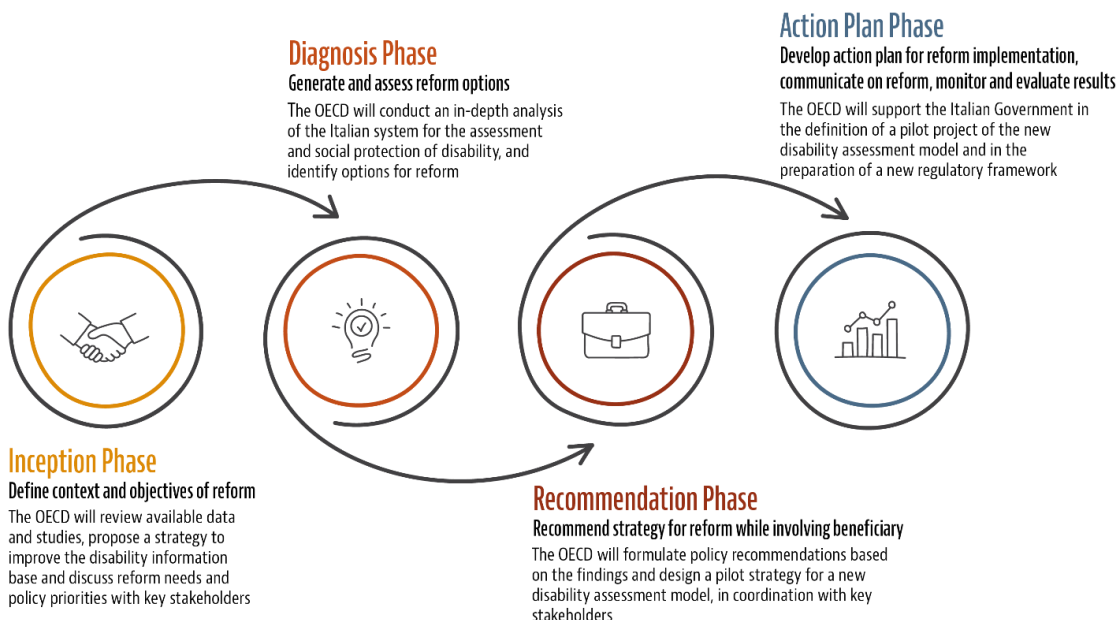 Inception Phase
Define context and objectives of reform
The OECD will review available data
and studies, propose a strategy to
improve the disability information
base and discuss reform needs and
policy priorities with key stakeholders
Diagnosis Phase
Generate and assess reform options
The OECD will conduct an in-depth analysis
of the Italian system for the assessment
and social protection of disability, and
identify options for reform
Recommendation Phase
Recommend strategy for reform while involving beneficiary
The OECD will formulate policy recommendations based
on the findings and design a pilot strategy for a new
disability assessment model, in coordination with key
stakeholders
Action Plan Phase
Develop action plan for reform implementation,
communicate on reform, monitor and evaluate results
The OECD will support the Italian Government in
the definition of a pilot project of the new
disability assessment model and in the
preparation of a new regulatory framework